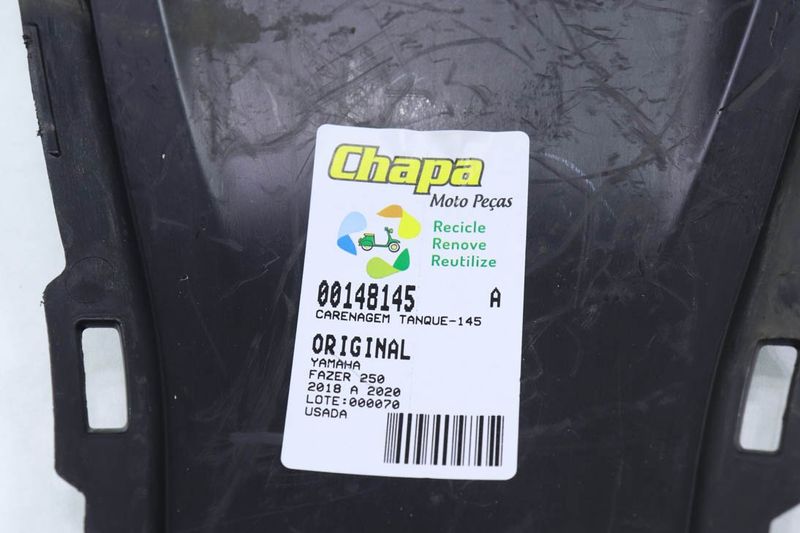 Chapa
Moto Peças
Recicle
Renove
Reutilize
00148145 A
CARENAGEM TANQUE-145
ORIGINAL
YAMAHA
FAZER 250
2018 A 2020
LOTE:000070
USADA